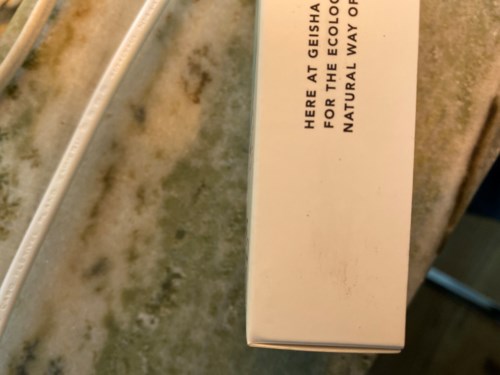 HERE AT GEISHA
FOR THE ECOLOG
NATURAL WAY OF